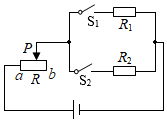 S₁ R₁
P
a R b
S₂ R₂